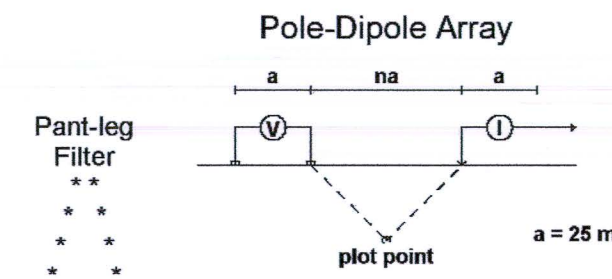 Pole-Dipole Array
a na a
Pant-leg
Filter
V I
* *
* *
* *
* *
a = 25 m
plot point